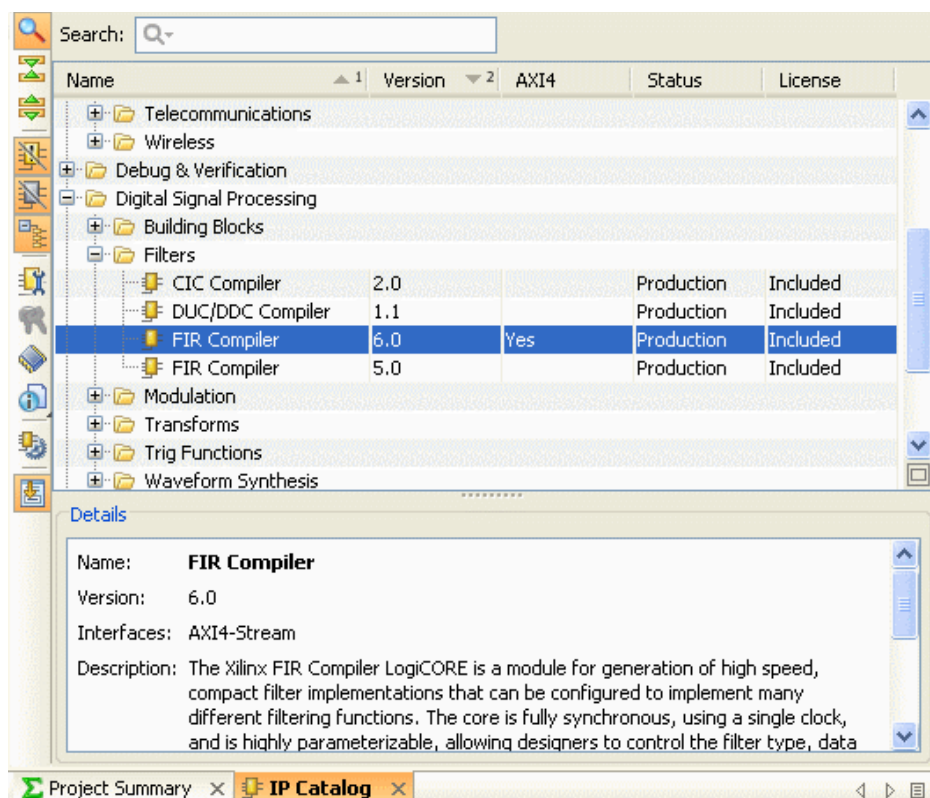 Search:
Name 1 Version 2 AXI4 Status License
Telecommunications
Wireless
Debug & Verification
Digital Signal Processing
Building Blocks
Filters
CIC Compiler 2.0 Production Included
DUC/DDC Compiler 1.1 Production Included
FIR Compiler 6.0 Yes Production Included
FIR Compiler 5.0 Production Included
Modulation
Transforms
Trig Functions
Waveform Synthesis
Details
Name: FIR Compiler
Version: 6.0
Interfaces: AXI4-Stream
Description: The Xilinx FIR Compiler LogiCORE is a module for generation of high speed,
compact filter implementations that can be configured to implement many
different filtering functions. The core is fully synchronous, using a single clock,
and is highly parameterizable, allowing designers to control the filter type, data
Project Summary IP Catalog